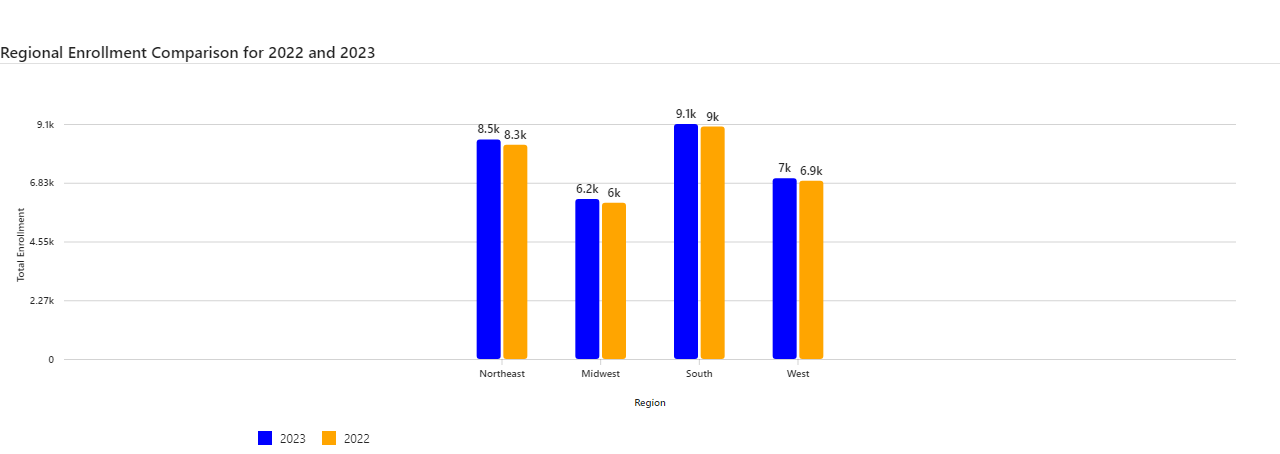 Regional Enrollment Comparison for 2022 and 2023
9.1k
6.83k
4.55k
2.27k
0
Total Enrollment
8.5k 8.3k
6.2k 6k
9.1k 9k
7k 6.9k
Northeast Midwest South West
Region
2023 2022